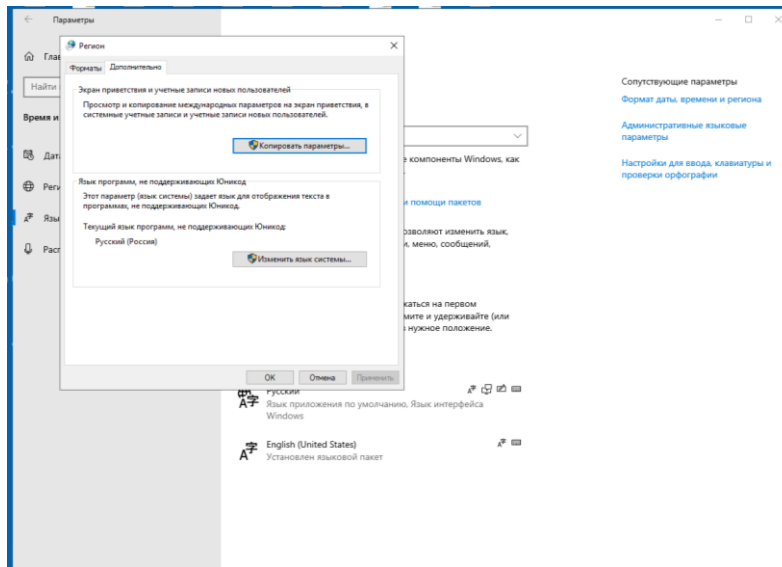 Параметры
Регион
Форматы
Дополнительно
Экран приветствия и учетные записи новых пользователей
Просмотр и копирование международных параметров на экран приветствия, в
системные учетные записи и учетные записи новых пользователей.
Копировать параметры...
Язык программ, не поддерживающих Юникод
Этот параметр (язык системы) задает язык для отображения текста в
программах, не поддерживающих Юникод.
Текущий язык программ, не поддерживающих Юникод:
Русский (Россия)
Изменить язык системы...
ОК
Отмена
Применить
Глав
Найти
Время и
Дат
Реги
Язы
Расп
е компоненты Windows, как
и помощи пакетов
озволяют изменить язык,
и, меню, сообщений,
жаться на первом
мите и удерживайте (или
в нужное положение.
Русский
Язык приложения по умолчанию, Язык интерфейса
Windows
English (United States)
Установлен языковой пакет
Сопутствующие параметры
Формат даты, времени и региона
Административные языковые
параметры
Настройки для ввода, клавиатуры и
проверки орфографии